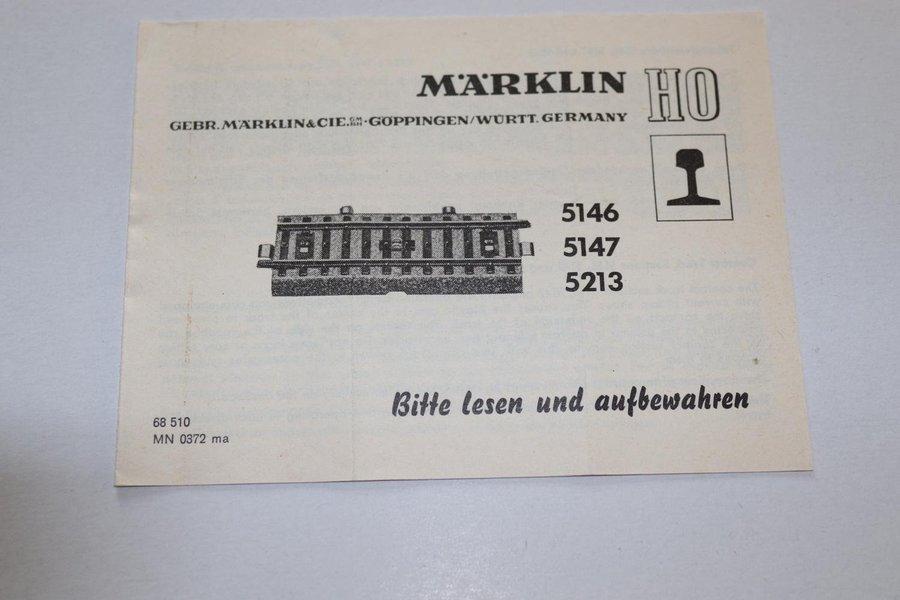 MÄRKLIN HO
GEBR. MÄRKLIN & CIE. GMBH · GÖPPINGEN/WÜRTT. GERMANY
5146
5147
5213
Bitte lesen und aufbewahren
68 510
MN 0372 ma